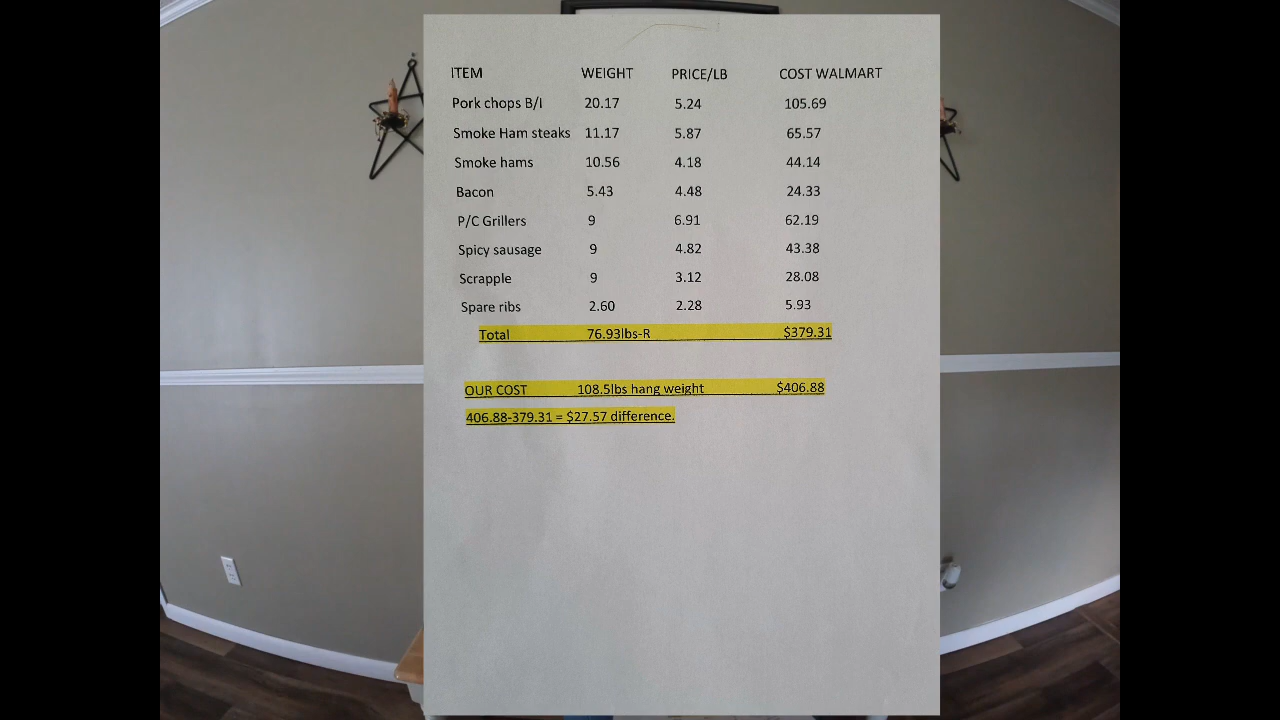 ITEM WEIGHT PRICE/LB COST WALMART
Pork chops B/I 20.17 5.24 105.69
Smoke Ham steaks 11.17 5.87 65.57
Smoke hams 10.56 4.18 44.14
Bacon 5.43 4.48 24.33
P/C Grillers 9 6.91 62.19
Spicy sausage 9 4.82 43.38
Scrapple 9 3.12 28.08
Spare ribs 2.60 2.28 5.93
Total 76.93lbs-R $379.31
OUR COST 108.5lbs hang weight $406.88
406.88-379.31 = $27.57 difference.